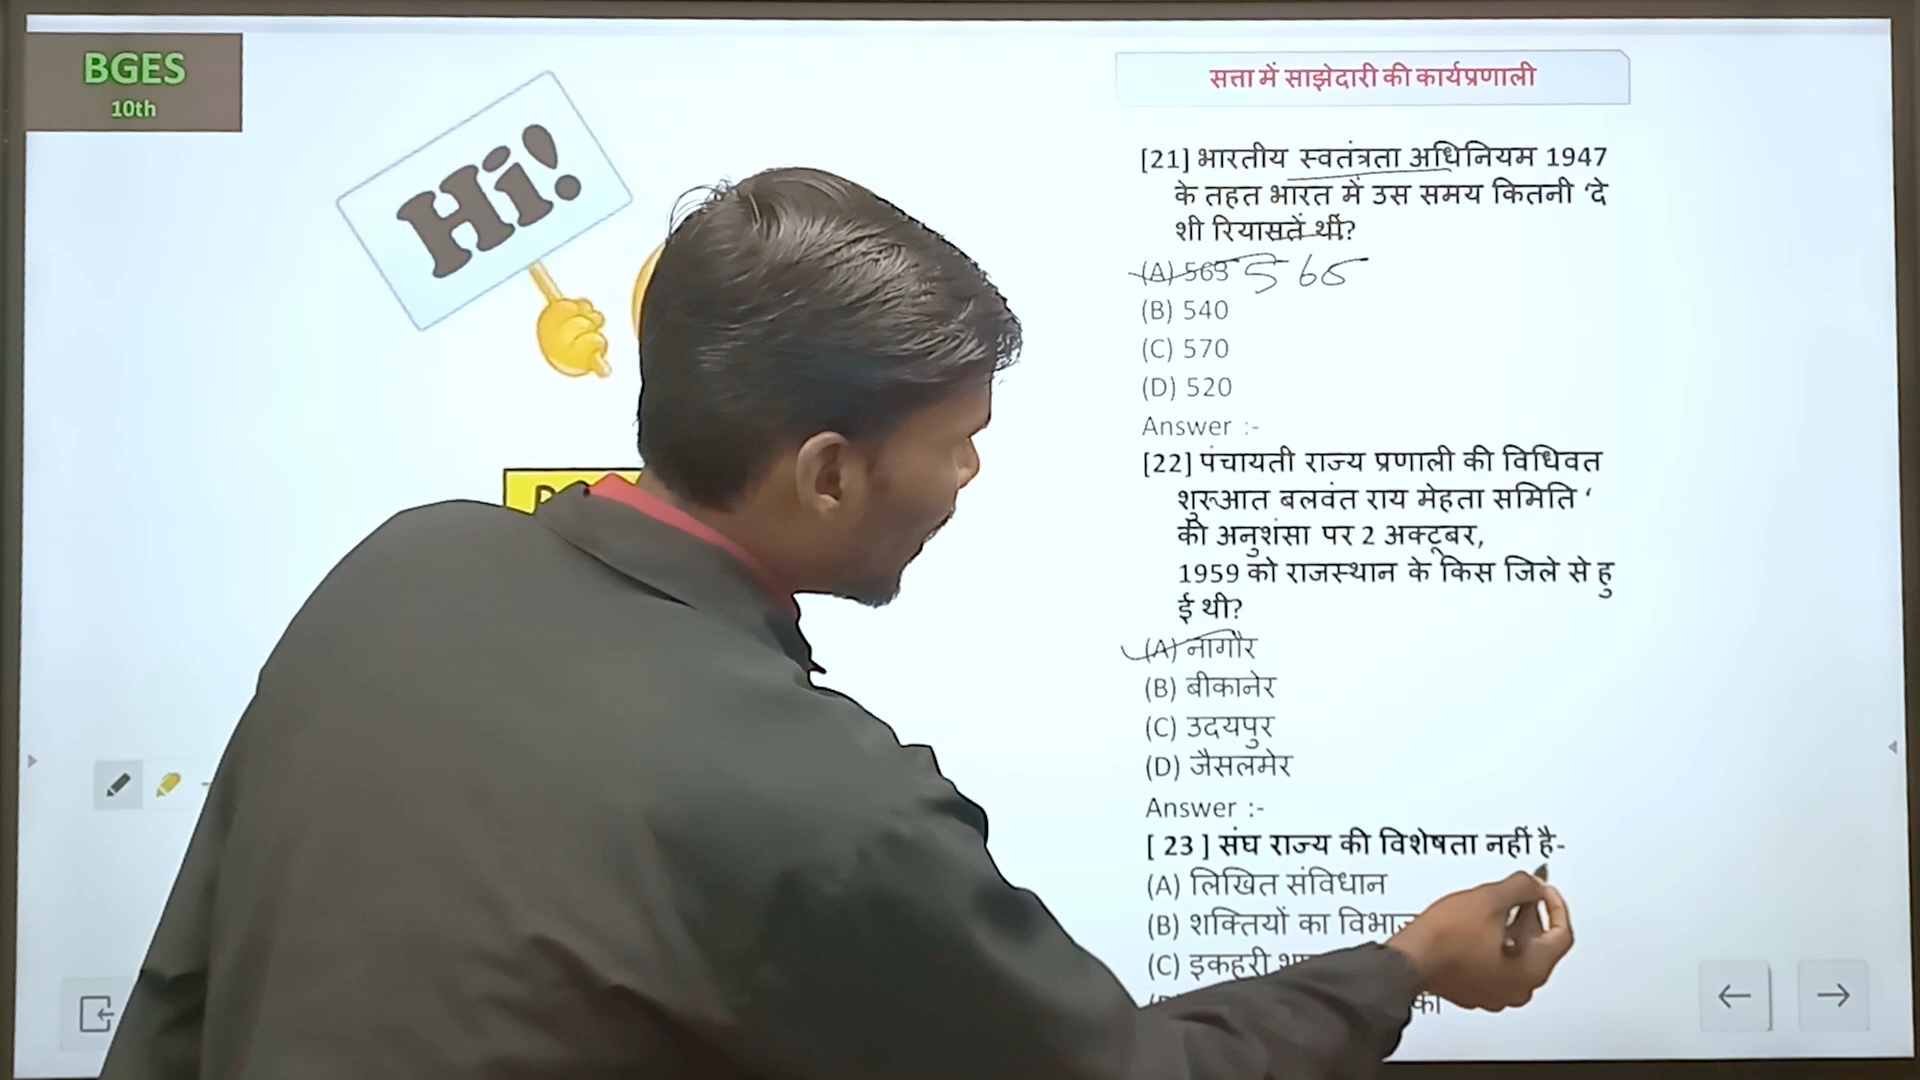 BGES
10th
Hi!
सत्ता में साझेदारी की कार्यप्रणाली
[21] भारतीय स्वतंत्रता अधिनियम 1947
के तहत भारत में उस समय कितनी ‘दे
शी रियासतें थीं?
(A) 563 565
(B) 540
(C) 570
(D) 520
Answer :-
[22] पंचायती राज्य प्रणाली की विधिवत
शुरुआत बलवंत राय मेहता समिति ‘
की अनुशंसा पर 2 अक्टूबर,
1959 को राजस्थान के किस जिले से हु
ई थी?
(A) नागौर
(B) बीकानेर
(C) उदयपुर
(D) जैसलमेर
Answer :-
[ 23 ] संघ राज्य की विशेषता नहीं है-
(A) लिखित संविधान
(B) शक्तियों का
(C) इकहरी